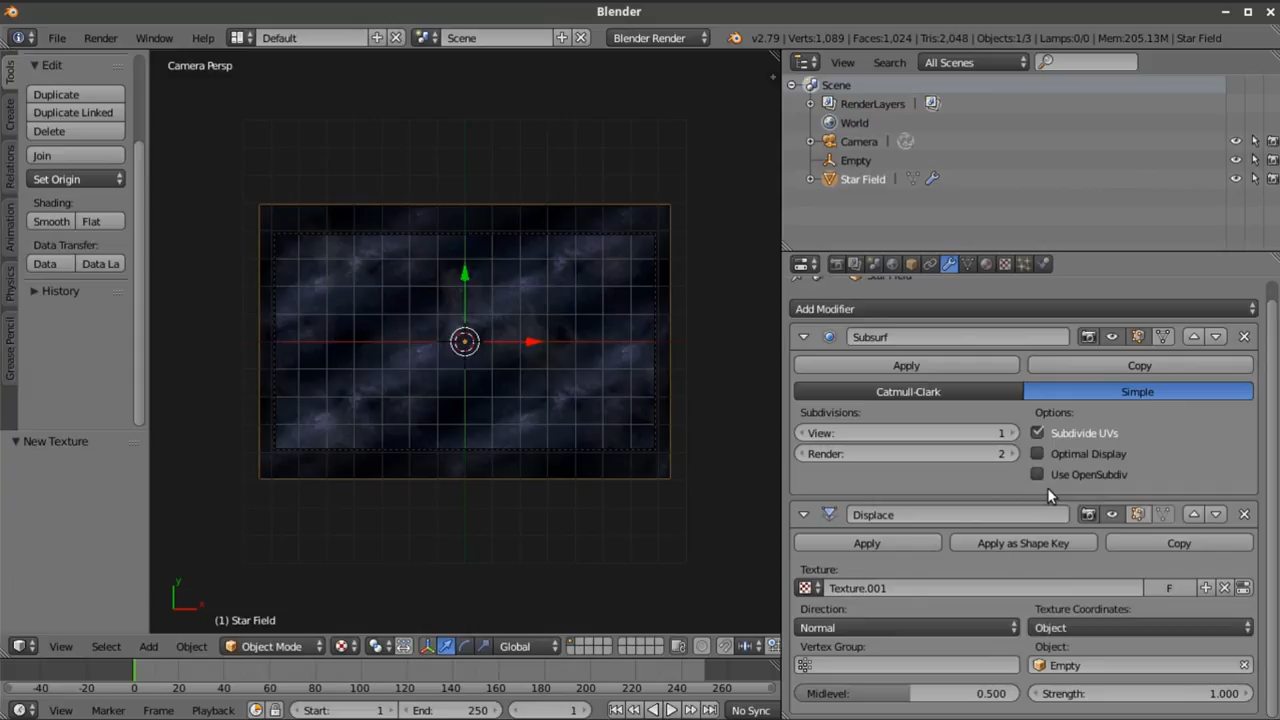 Blender
File Render Window Help Default Scene Blender Render v2.79 | Verts:1,089 | Faces:1,024 | Tris:2,048 | Objects:1/3 | Lamps:0/0 | Mem:205.13M | Star Field
Tools
Create
Relations
Animation
Physics
Grease Pencil
Edit
Duplicate
Duplicate Linked
Delete
Join
Set Origin
Shading:
Smooth Flat
Data Transfer:
Data Data La
History
New Texture
Camera Persp
y
x
(1) Star Field
View Select Add Object Object Mode Global
-40 -20 0 20 40 60 80 100 120 140 160 180 200 220 240 260
View Marker Frame Playback Start: 1 End: 250 1 No Sync
View Search All Scenes
Scene
RenderLayers
World
Camera
Empty
Star Field
Add Modifier
Subsurf
Apply Copy
Catmull-Clark Simple
Subdivisions: Options:
View: 1 Subdivide UVs
Render: 2 Optimal Display
Use OpenSubdiv
Displace
Apply Apply as Shape Key Copy
Texture:
Texture.001 F
Direction: Texture Coordinates:
Normal Object
Vertex Group: Object:
Empty
Midlevel: 0.500 Strength: 1.000